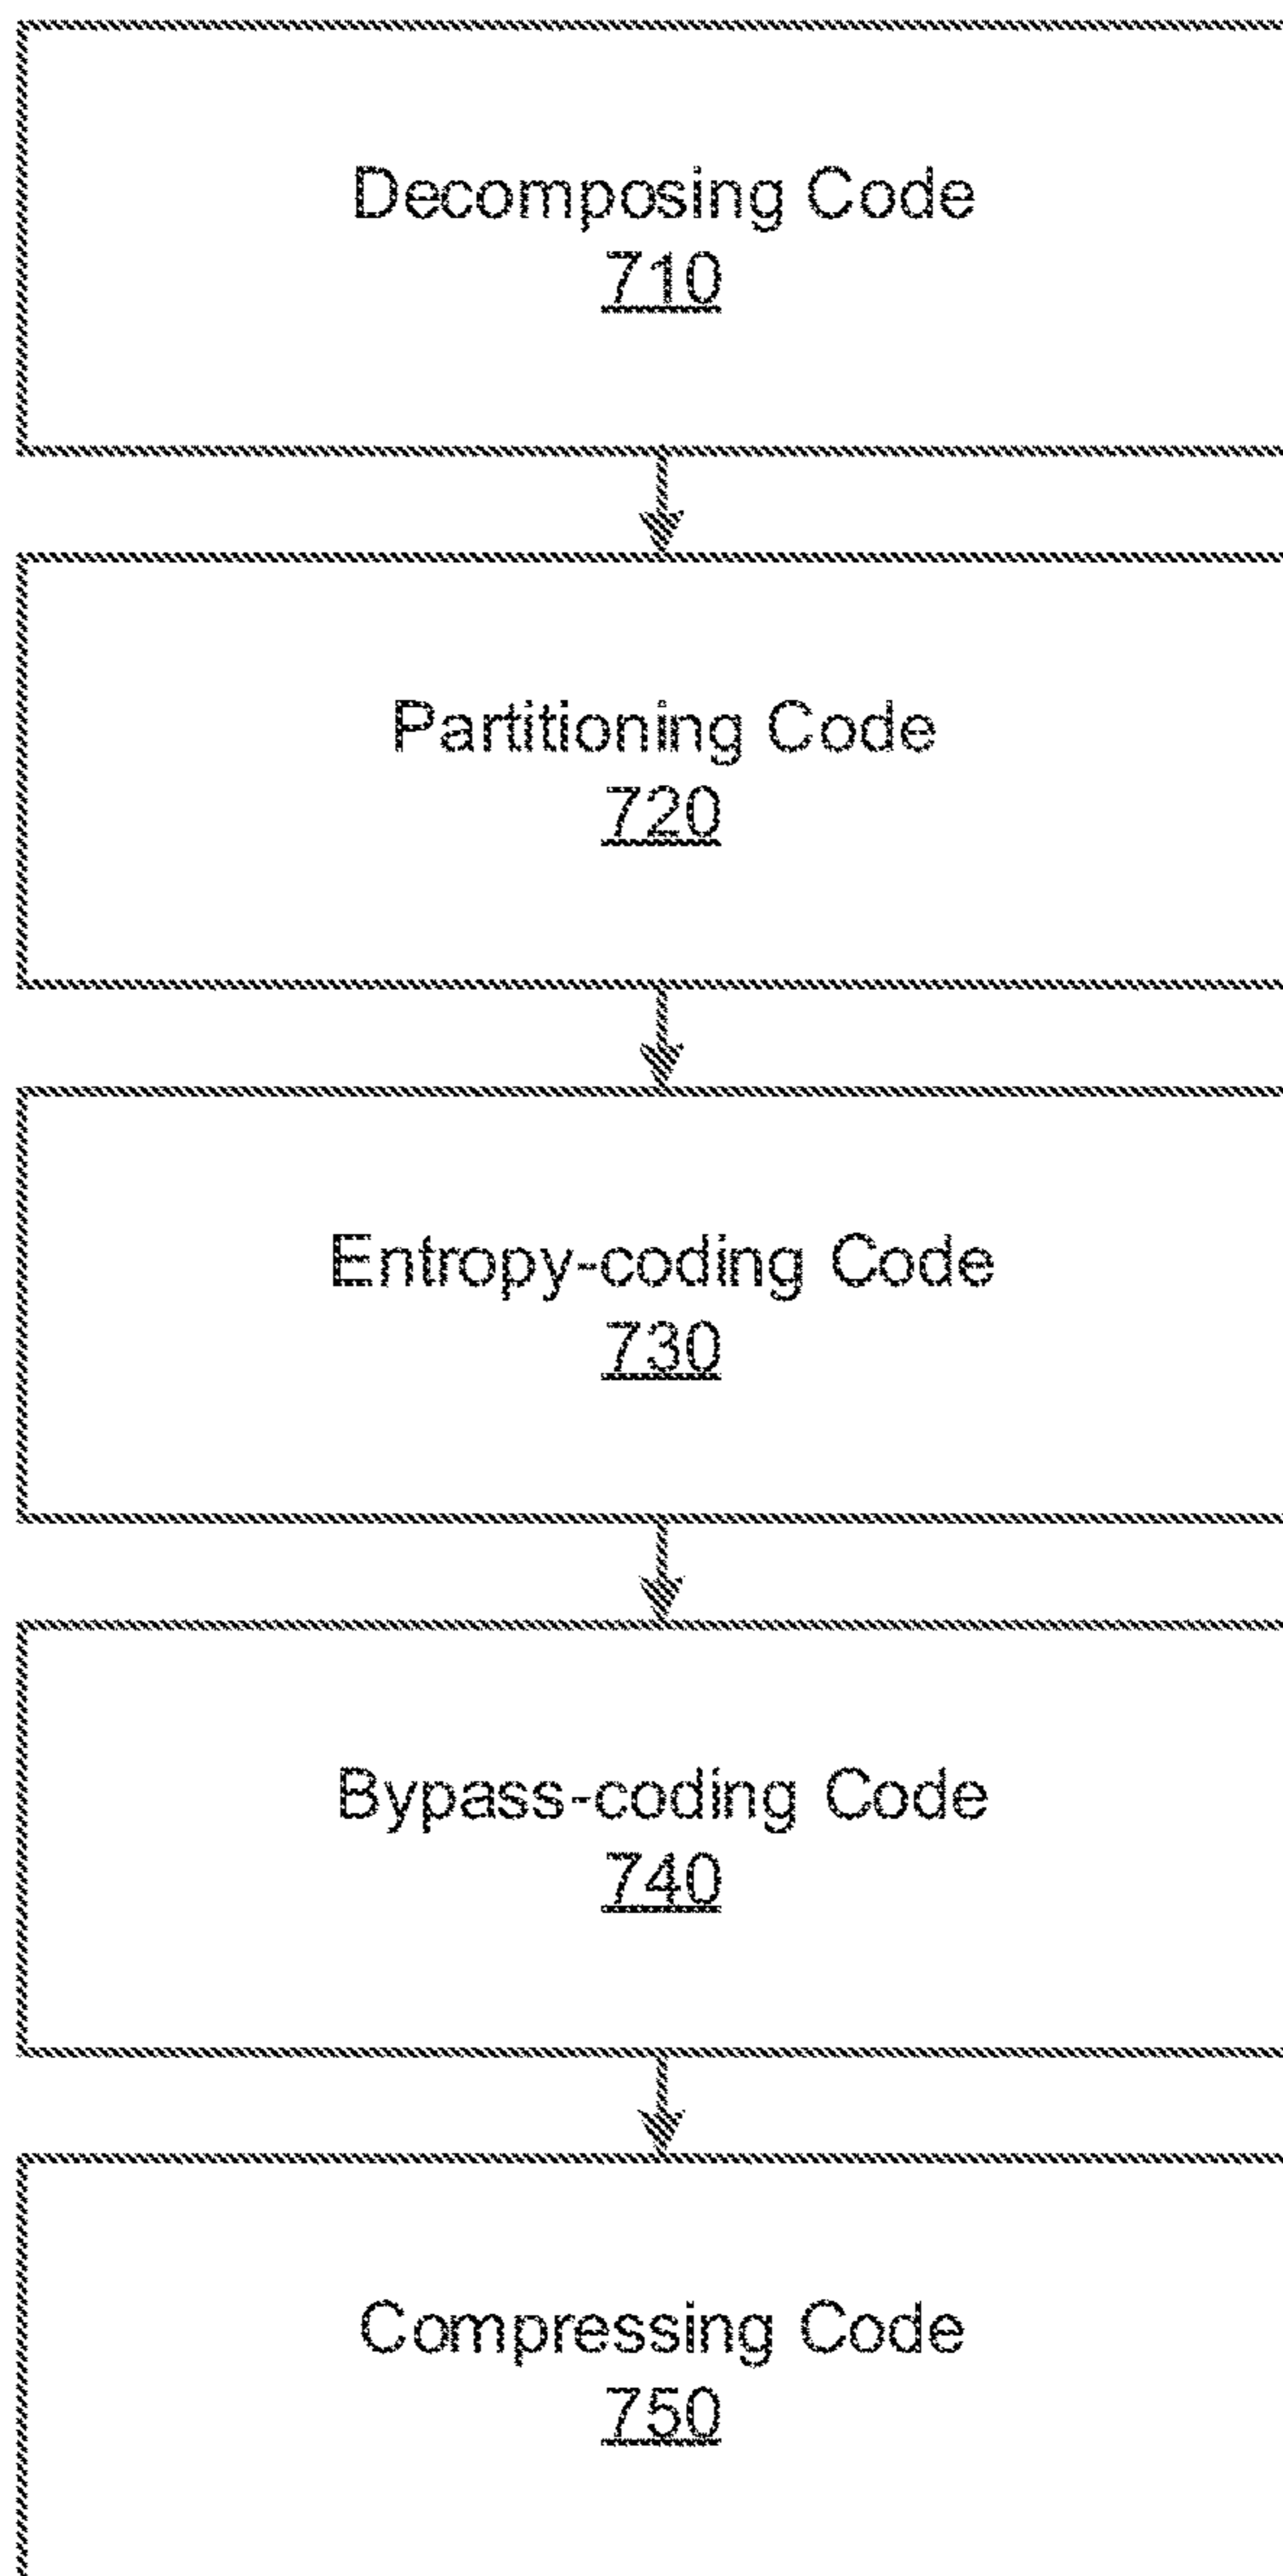 Decomposing Code
710
Partitioning Code
720
Entropy-coding Code
730
Bypass-coding Code
740
Compressing Code
750